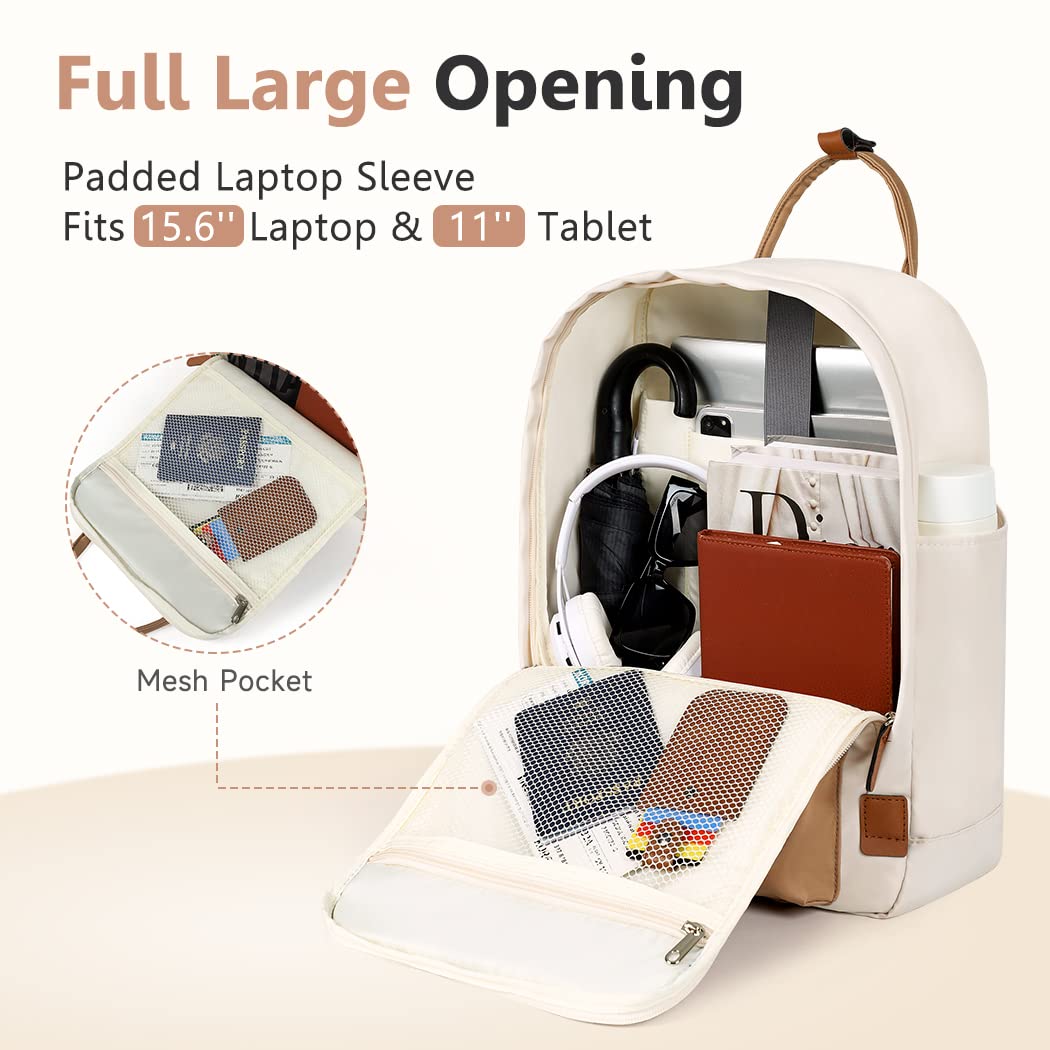 Full Large Opening
Padded Laptop Sleeve
Fits 15.6'' Laptop & 11'' Tablet
Mesh Pocket
D